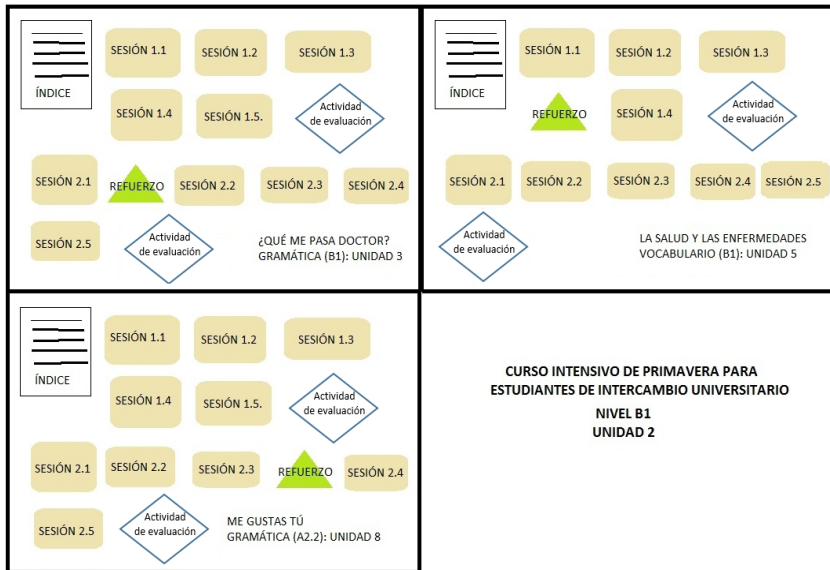 SESIÓN 1.1 SESIÓN 1.2 SESIÓN 1.3
ÍNDICE
SESIÓN 1.4 SESIÓN 1.5. Actividad
de evaluación
SESIÓN 2.1 REFUERZO SESIÓN 2.2 SESIÓN 2.3 SESIÓN 2.4
SESIÓN 2.5 Actividad
de evaluación
¿QUÉ ME PASA DOCTOR?
GRAMÁTICA (B1): UNIDAD 3
SESIÓN 1.1 SESIÓN 1.2 SESIÓN 1.3
ÍNDICE
REFUERZO SESIÓN 1.4 Actividad
de evaluación
SESIÓN 2.1 SESIÓN 2.2 SESIÓN 2.3 SESIÓN 2.4 SESIÓN 2.5
Actividad
de evaluación
LA SALUD Y LAS ENFERMEDADES
VOCABULARIO (B1): UNIDAD 5
SESIÓN 1.1 SESIÓN 1.2 SESIÓN 1.3
ÍNDICE
SESIÓN 1.4 SESIÓN 1.5. Actividad
de evaluación
SESIÓN 2.1 SESIÓN 2.2 SESIÓN 2.3 REFUERZO SESIÓN 2.4
SESIÓN 2.5 Actividad
de evaluación
ME GUSTAS TÚ
GRAMÁTICA (A2.2): UNIDAD 8
CURSO INTENSIVO DE PRIMAVERA PARA
ESTUDIANTES DE INTERCAMBIO UNIVERSITARIO
NIVEL B1
UNIDAD 2